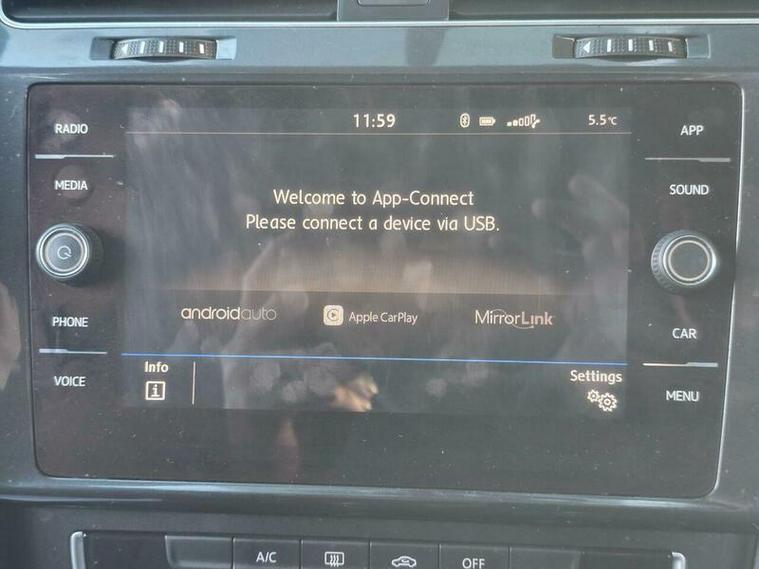 RADIO
MEDIA
PHONE
VOICE
11:59
5.5°C
Welcome to App-Connect
Please connect a device via USB.
androidauto
Apple CarPlay
MirrorLink
Info
i
Settings
APP
SOUND
CAR
MENU
A/C
OFF